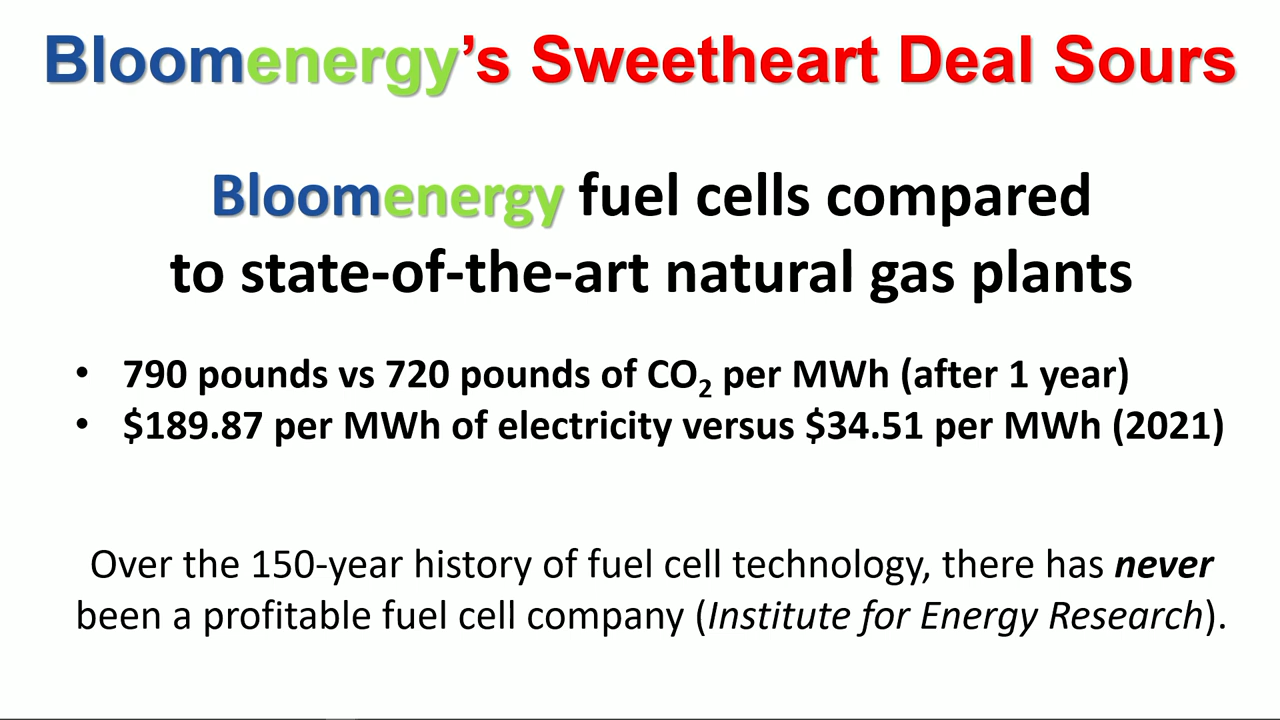 Bloomenergy’s Sweetheart Deal Sours
Bloomenergy fuel cells compared
to state-of-the-art natural gas plants
• 790 pounds vs 720 pounds of CO₂ per MWh (after 1 year)
• $189.87 per MWh of electricity versus $34.51 per MWh (2021)
Over the 150-year history of fuel cell technology, there has never
been a profitable fuel cell company (Institute for Energy Research).